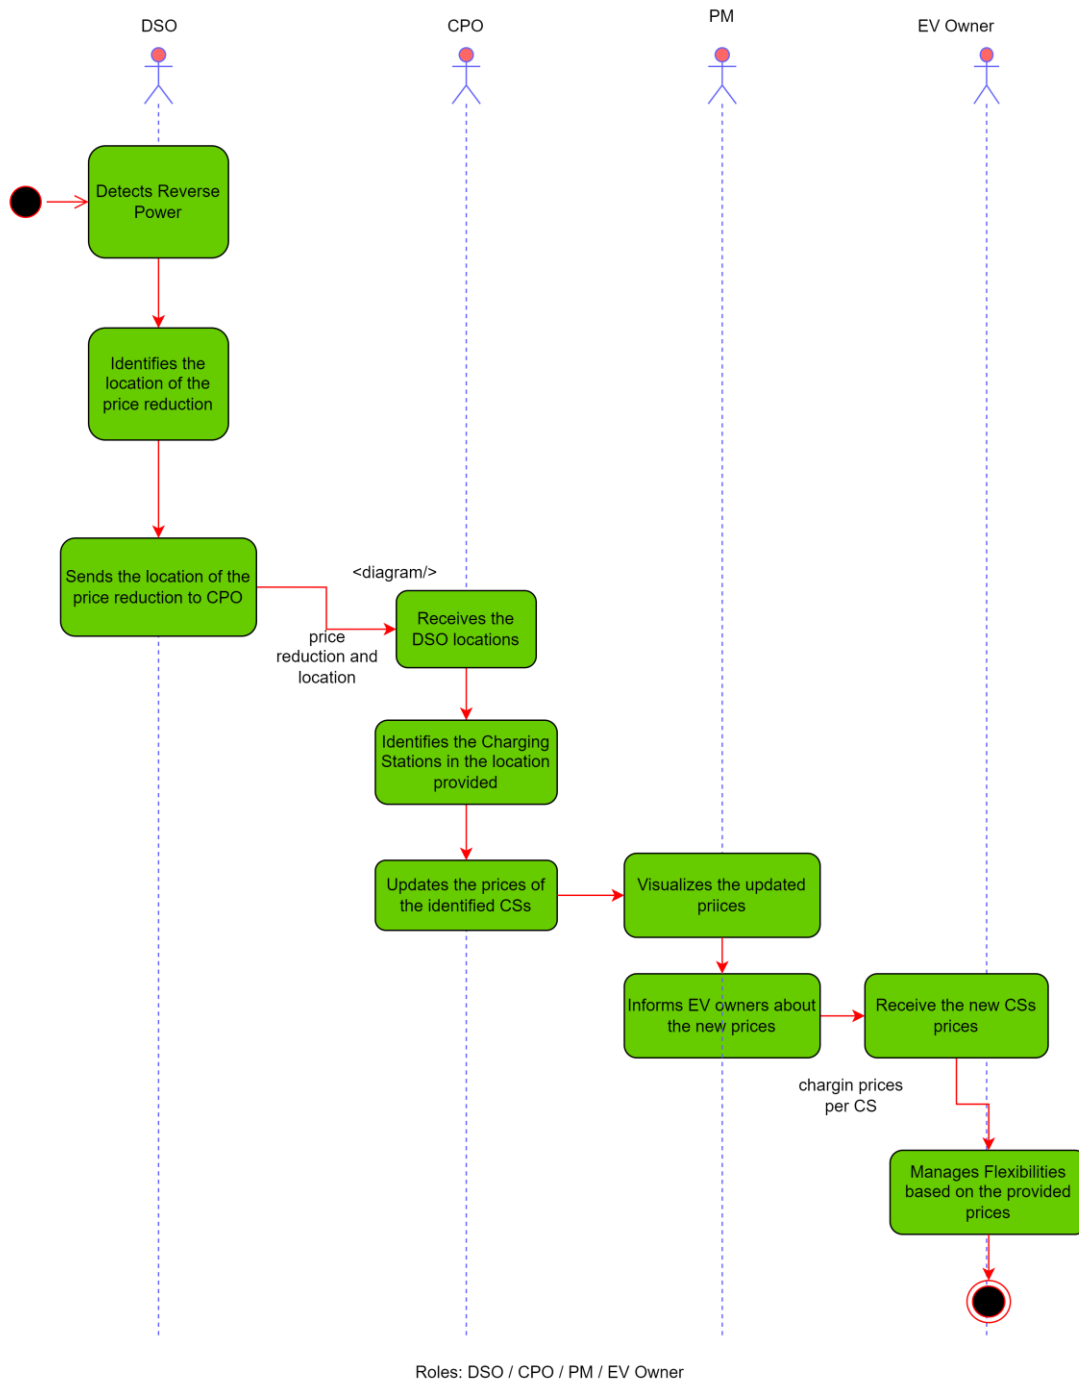 DSO
CPO
PM
EV Owner
Detects Reverse
Power
Identifies the
location of the
price reduction
Sends the location of the
price reduction to CPO
<diagram/>
price
reduction and
location
Receives the
DSO locations
Identifies the Charging
Stations in the location
provided
Updates the prices of
the identified CSs
Visualizes the updated
priices
Informs EV owners about
the new prices
Receive the new CSs
prices
chargin prices
per CS
Manages Flexibilities
based on the provided
prices
Roles: DSO / CPO / PM / EV Owner